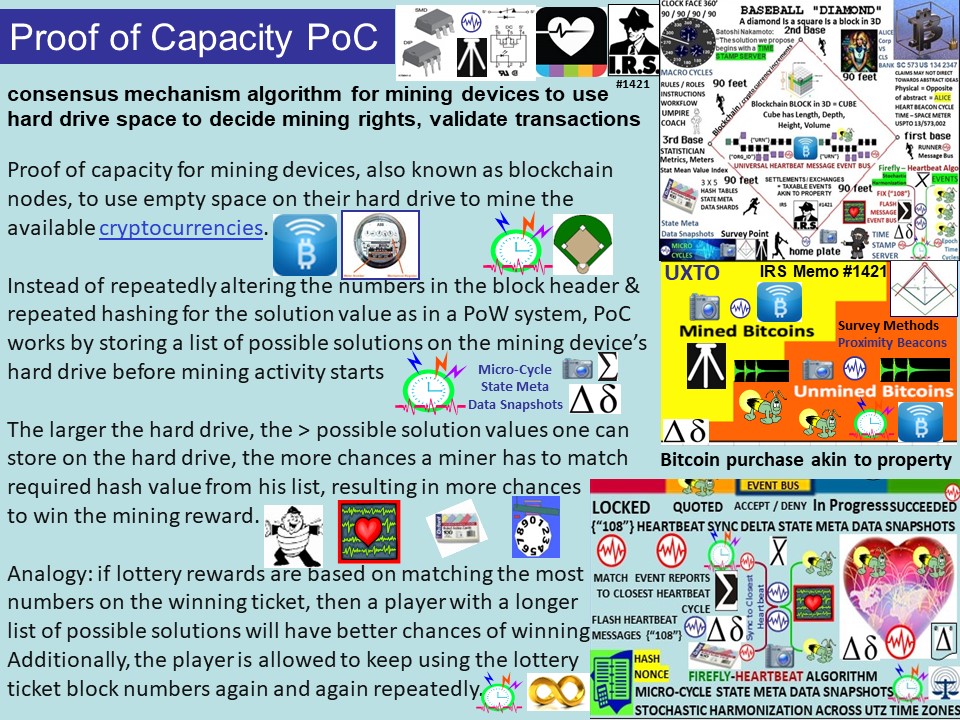 Proof of Capacity PoC
SMD
DIP
I.R.S.
#1421
consensus mechanism algorithm for mining devices to use
hard drive space to decide mining rights, validate transactions
Proof of capacity for mining devices, also known as blockchain
nodes, to use empty space on their hard drive to mine the
available cryptocurrencies.
Instead of repeatedly altering the numbers in the block header &
repeated hashing for the solution value as in a PoW system, PoC
works by storing a list of possible solutions on the mining device’s
hard drive before mining activity starts
Micro-Cycle
State Meta
Data Snapshots
Σ
Δ δ
The larger the hard drive, the > possible solution values one can
store on the hard drive, the more chances a miner has to match
required hash value from his list, resulting in more chances
to win the mining reward.
Analogy: if lottery rewards are based on matching the most
numbers on the winning ticket, then a player with a longer
list of possible solutions will have better chances of winning
Additionally, the player is allowed to keep using the lottery
ticket block numbers again and again repeatedly.
CLOCK FACE 360'
90 / 90 / 90 / 90
BASEBALL "DIAMOND"
A diamond Is a square Is a block in 3D
Satoshi Nakamoto:
"The solution we propose
begins with a TIME
STAMP SERVER
2nd Base
ALICE
Corp
VS
CLS
BANK
SC 573 US 134 2347
CLAIMS MAY NOT DIRECT
TOWARDS ABSTRACT IDEAS
Physical = Opposite
of abstract = ALICE
HEART BEACON CYCLE
TIME – SPACE METER
USPTO 13/573,002
MACRO CYCLES
RULES / ROLES
INSTRUCTIONS
WORKFLOW
UMPIRE
COACH
90 feet
90 feet
Blockchain / crypto currency increments
Blockchain BLOCK in 3D = CUBE
Cube has Length, Depth,
Height, Volume
3rd Base
STATISTICIAN
Metrics, Meters
Stat Mean Value Index
first base
RUNNER
Message Bus
("URN")
("ORG_ID")
("URN")
UNIVERSAL HEARTBEAT MESSAGE EVENT BUS
Firefly – Heartbeat Algo
Stochastic
Harmonization
EVENTS
3 X 5
HASH TABLES
STATE META
DATA SHARDS
90 feet
SETTLEMENTS / EXCHANGES
= TAXABLE EVENTS
AKIN TO PROPERTY
90 feet
IRS
#1421
I.R.S.
FIX {"108"}
FLASH
MESSAGE
EVENT
BUS
State Meta
Data Snapshots
Survey Point
TIME
STAMP
SERVER
Δδ
Epoch
Time
Cycles
MICRO
CYCLES
home plate
UXTO
IRS Memo #1421
Mined Bitcoins
Survey Methods
Proximity Beacons
Unmined Bitcoins
Δ δ
Bitcoin purchase akin to property
EVENT BUS
LOCKED
QUOTED
ACCEPT / DENY
In Progress
SUCCEEDED
{“108”} HEARTBEAT SYNC DELTA STATE META DATA SNAPSHOTS
MATCH EVENT REPORTS
TO CLOSEST HEARTBEAT
CYCLE
Σ
Sync to Closest
Heartbeat
FLASH HEARTBEAT
MESSAGES {“108”}
Δδ
Δδ
HASH
NONCE
FIREFLY-HEARTBEAT ALGORITHM
MICRO-CYCLE STATE META DATA SNAPSHOTS
STOCHASTIC HARMONIZATION ACROSS UTZ TIME ZONES